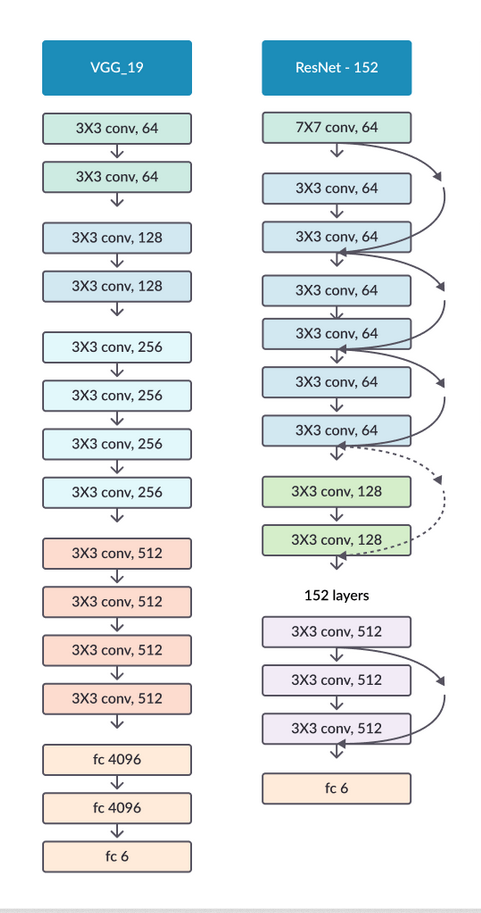 VGG_19
3X3 conv, 64
3X3 conv, 64
3X3 conv, 128
3X3 conv, 128
3X3 conv, 256
3X3 conv, 256
3X3 conv, 256
3X3 conv, 256
3X3 conv, 512
3X3 conv, 512
3X3 conv, 512
3X3 conv, 512
fc 4096
fc 4096
fc 6
ResNet - 152
7X7 conv, 64
3X3 conv, 64
3X3 conv, 64
3X3 conv, 64
3X3 conv, 64
3X3 conv, 64
3X3 conv, 64
3X3 conv, 128
3X3 conv, 128
152 layers
3X3 conv, 512
3X3 conv, 512
3X3 conv, 512
fc 6